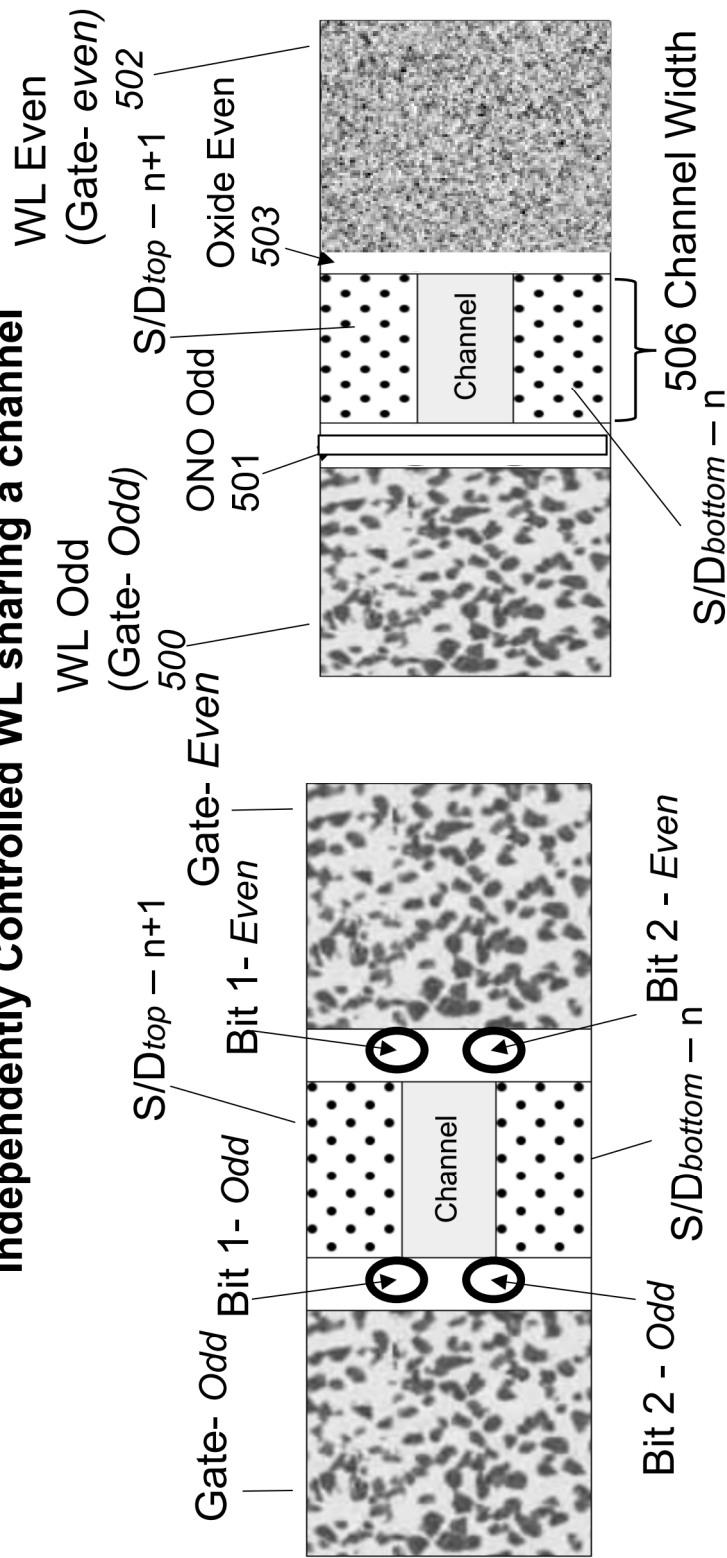 Independently Controlled WL sharing a channel
Gate- Odd
Bit 1- Odd
S/Dtop – n+1
Bit 1- Even
Gate- Even
Channel
Bit 2 - Odd
S/Dbottom – n
Bit 2 - Even
WL Odd
(Gate- Odd)
500
ONO Odd
501
S/Dtop – n+1
Oxide Even
503
WL Even
(Gate- even)
502
Channel
S/Dbottom – n
506 Channel Width